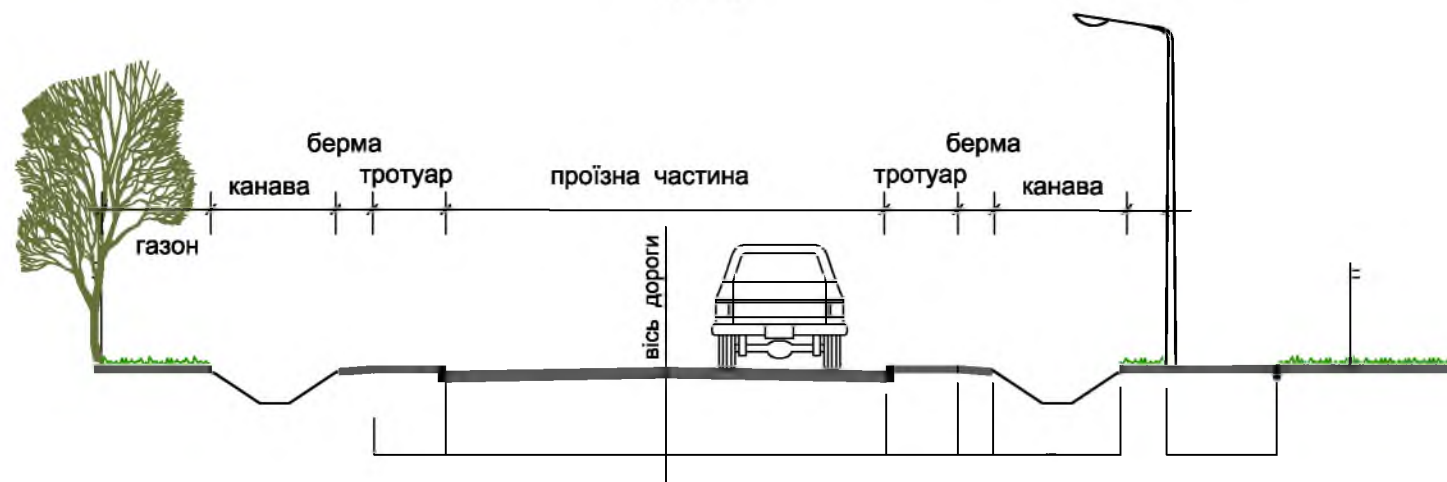 берма
берма
канава
тротуар
проїзна частина
тротуар
канава
газон
вісь дороги